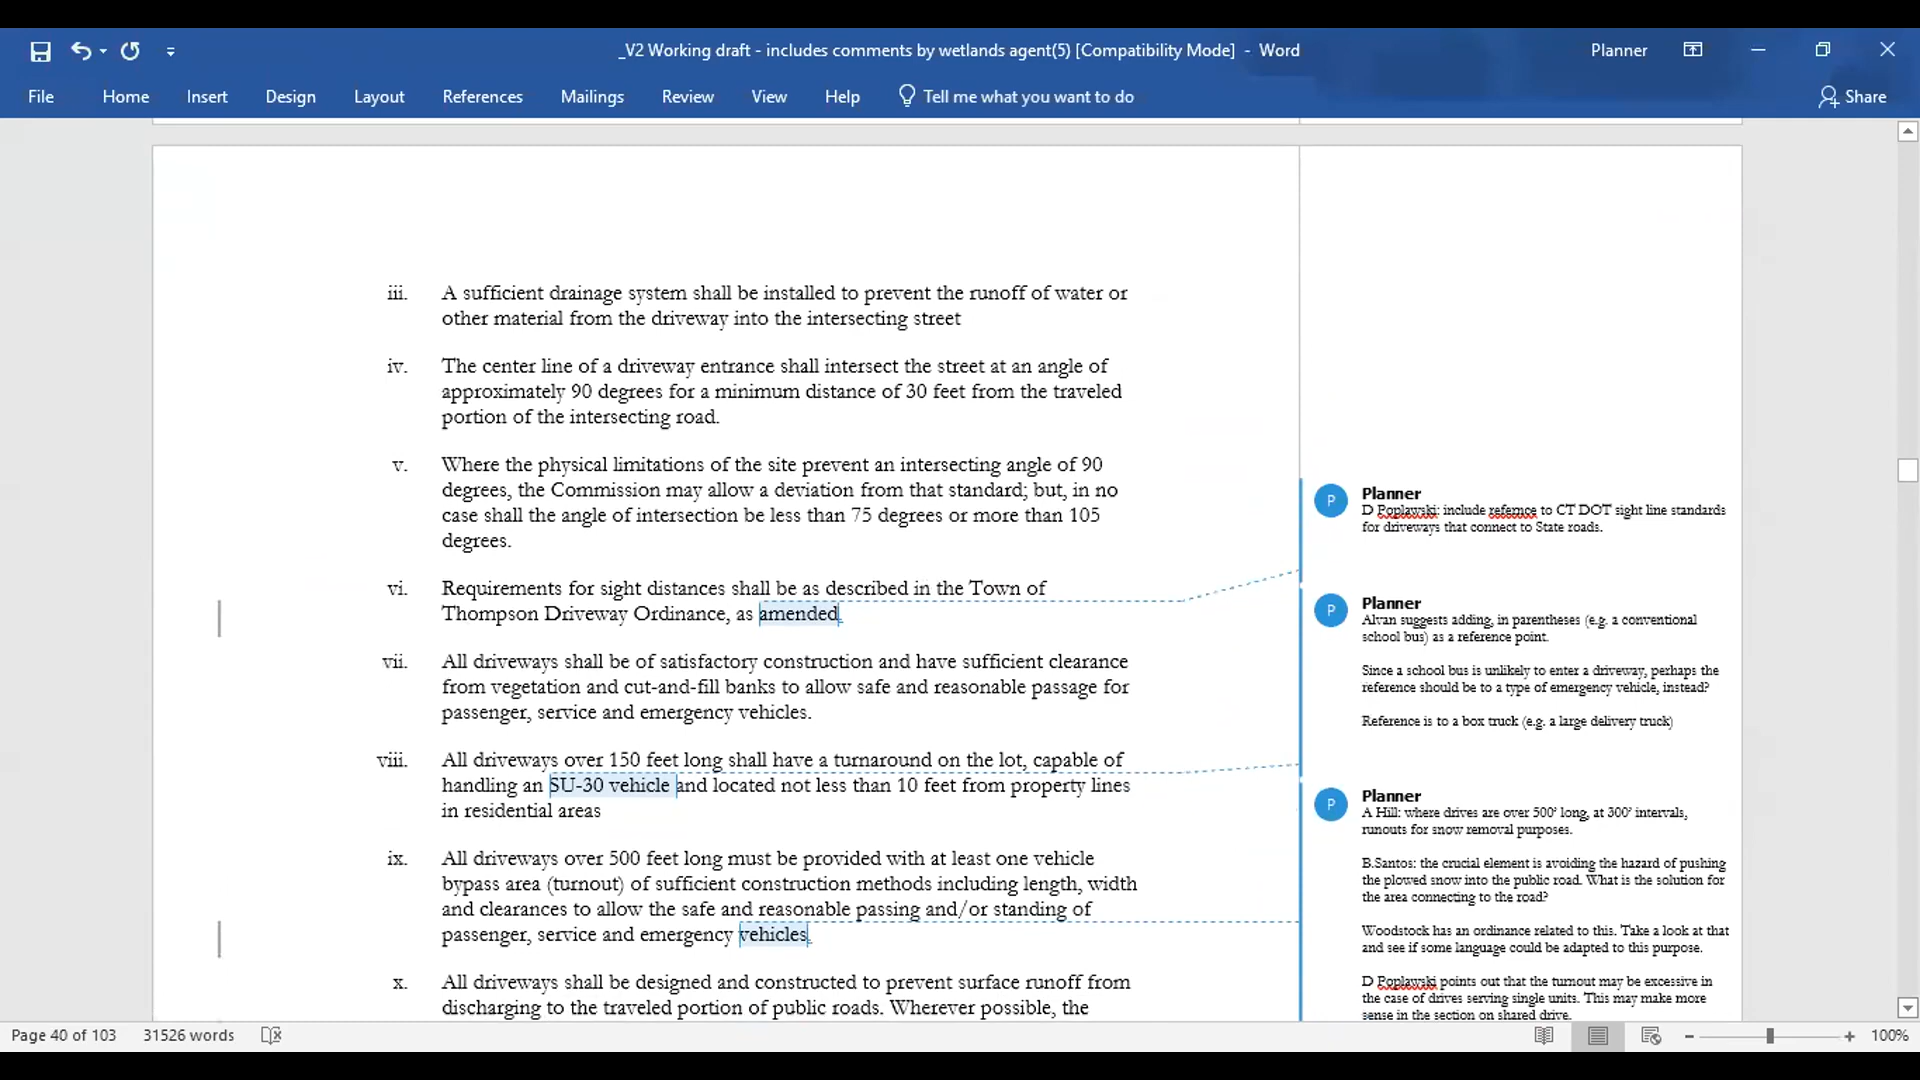 _V2 Working draft - includes comments by wetlands agent(5) [Compatibility Mode] - Word
Planner
File Home Insert Design Layout References Mailings Review View Help Tell me what you want to do Share
iii. A sufficient drainage system shall be installed to prevent the runoff of water or
other material from the driveway into the intersecting street
iv. The center line of a driveway entrance shall intersect the street at an angle of
approximately 90 degrees for a minimum distance of 30 feet from the traveled
portion of the intersecting road.
v. Where the physical limitations of the site prevent an intersecting angle of 90
degrees, the Commission may allow a deviation from that standard; but, in no
case shall the angle of intersection be less than 75 degrees or more than 105
degrees.
vi. Requirements for sight distances shall be as described in the Town of
Thompson Driveway Ordinance, as amended.
vii. All driveways shall be of satisfactory construction and have sufficient clearance
from vegetation and cut-and-fill banks to allow safe and reasonable passage for
passenger, service and emergency vehicles.
viii. All driveways over 150 feet long shall have a turnaround on the lot, capable of
handling an SU-30 vehicle and located not less than 10 feet from property lines
in residential areas
ix. All driveways over 500 feet long must be provided with at least one vehicle
bypass area (turnout) of sufficient construction methods including length, width
and clearances to allow the safe and reasonable passing and/or standing of
passenger, service and emergency vehicles.
x. All driveways shall be designed and constructed to prevent surface runoff from
discharging to the traveled portion of public roads. Wherever possible, the
P Planner
D Poplawski: include refernce to CT DOT sight line standards
for driveways that connect to State roads.
P Planner
Alvan suggests adding, in parentheses (e.g. a conventional
school bus) as a reference point.
Since a school bus is unlikely to enter a driveway, perhaps the
reference should be to a type of emergency vehicle, instead?
Reference is to a box truck (e.g. a large delivery truck)
P Planner
A Hill: where drives are over 500' long, at 300' intervals,
runouts for snow removal purposes.
B.Santos: the crucial element is avoiding the hazard of pushing
the plowed snow into the public road. What is the solution for
the area connecting to the road?
Woodstock has an ordinance related to this. Take a look at that
and see if some language could be adapted to this purpose.
D Poplawski points out that the turnout may be excessive in
the case of drives serving single units. This may make more
sense in the section on shared drive.
Page 40 of 103 31526 words 100%